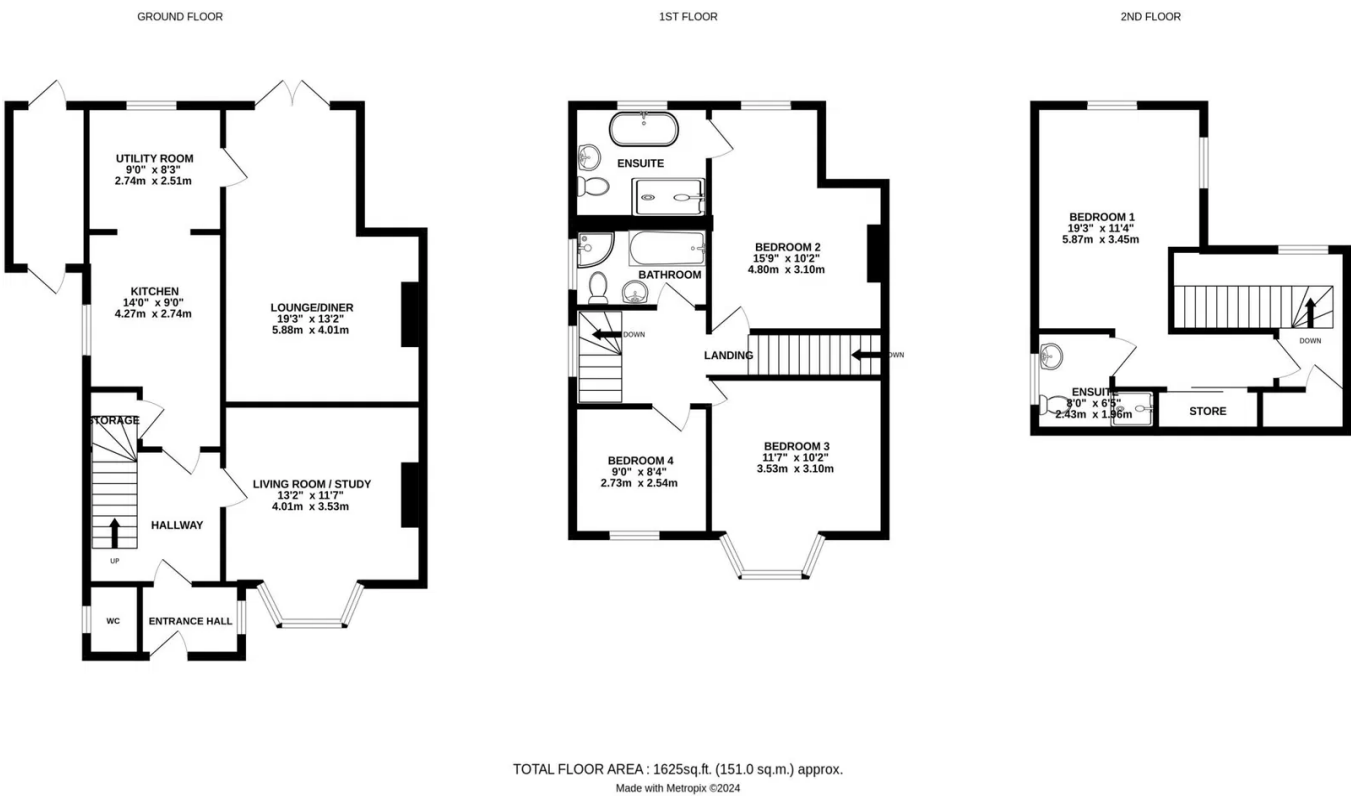 GROUND FLOOR
1ST FLOOR
2ND FLOOR
UTILITY ROOM
9'0" x 8'3"
2.74m x 2.51m
KITCHEN
14'0" x 9'0"
4.27m x 2.74m
LOUNGE/DINER
19'3" x 13'2"
5.88m x 4.01m
STORAGE
LIVING ROOM / STUDY
13'2" x 11'7"
4.01m x 3.53m
HALLWAY
UP
WC
ENTRANCE HALL
ENSUITE
BEDROOM 2
15'9" x 10'2"
4.80m x 3.10m
BATHROOM
DOWN
LANDING
DOWN
BEDROOM 3
11'7" x 10'2"
3.53m x 3.10m
BEDROOM 4
9'0" x 8'4"
2.73m x 2.54m
BEDROOM 1
19'3" x 11'4"
5.87m x 3.45m
DOWN
ENSUITE
8'0" x 6'5"
2.43m x 1.96m
STORE
TOTAL FLOOR AREA : 1625sq.ft. (151.0 sq.m.) approx.
Made with Metropix ©2024